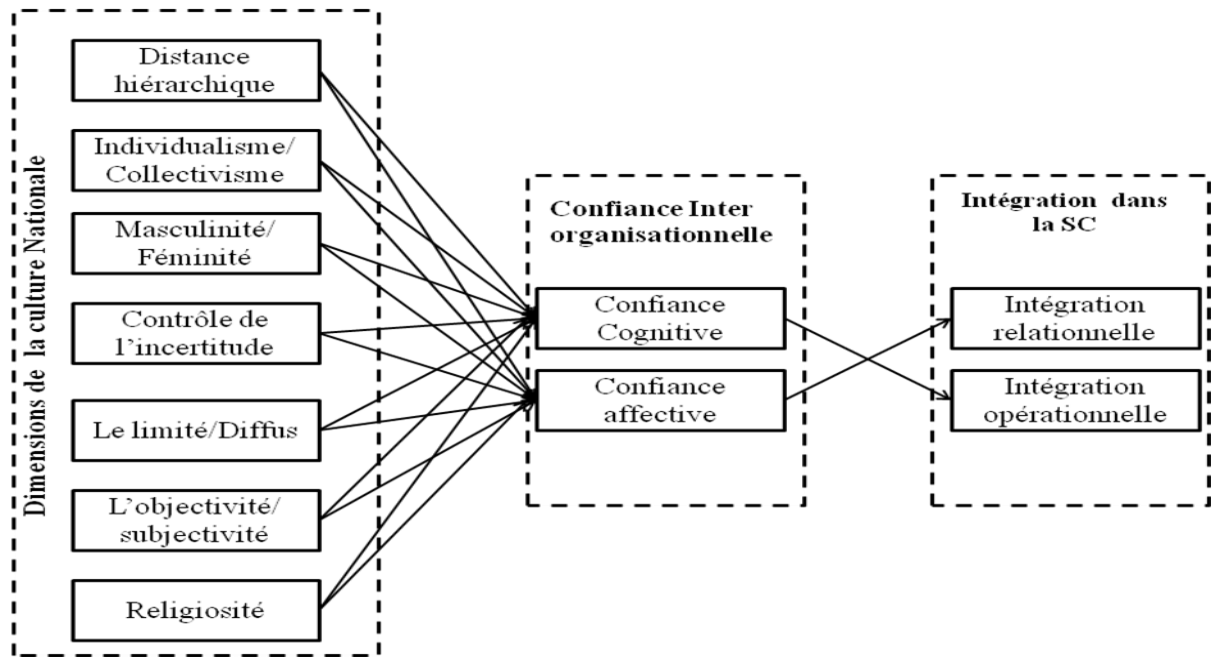 Dimensions de la culture Nationale
Distance
hiérarchique
Individualisme/
Collectivisme
Masculinité/
Féminité
Contrôle de
l'incertitude
Le limité/Diffus
L'objectivité/
subjectivité
Religiosité
Confiance Inter
organisationnelle
Confiance
Cognitive
Confiance
affective
Intégration dans
la SC
Intégration
relationnelle
Intégration
opérationnelle